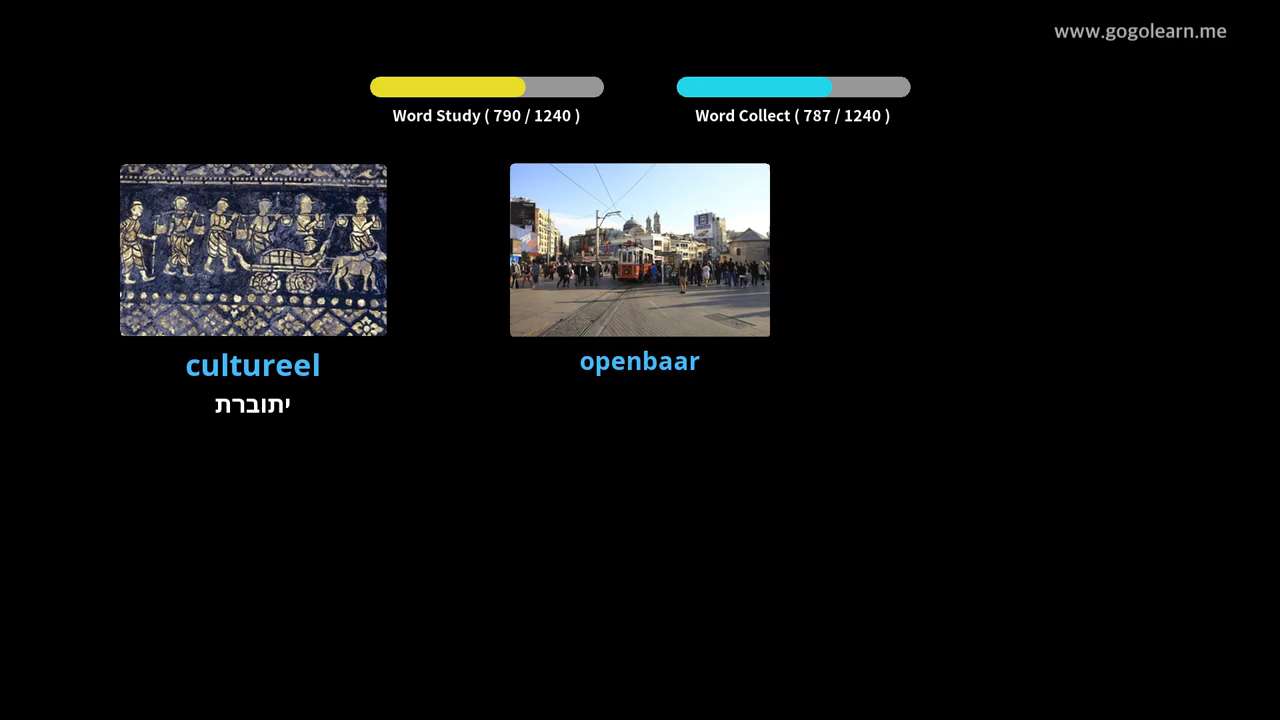 www.gogolearn.me
Word Study ( 790 / 1240 )
Word Collect ( 787 / 1240 )
cultureel
יתוברת
openbaar